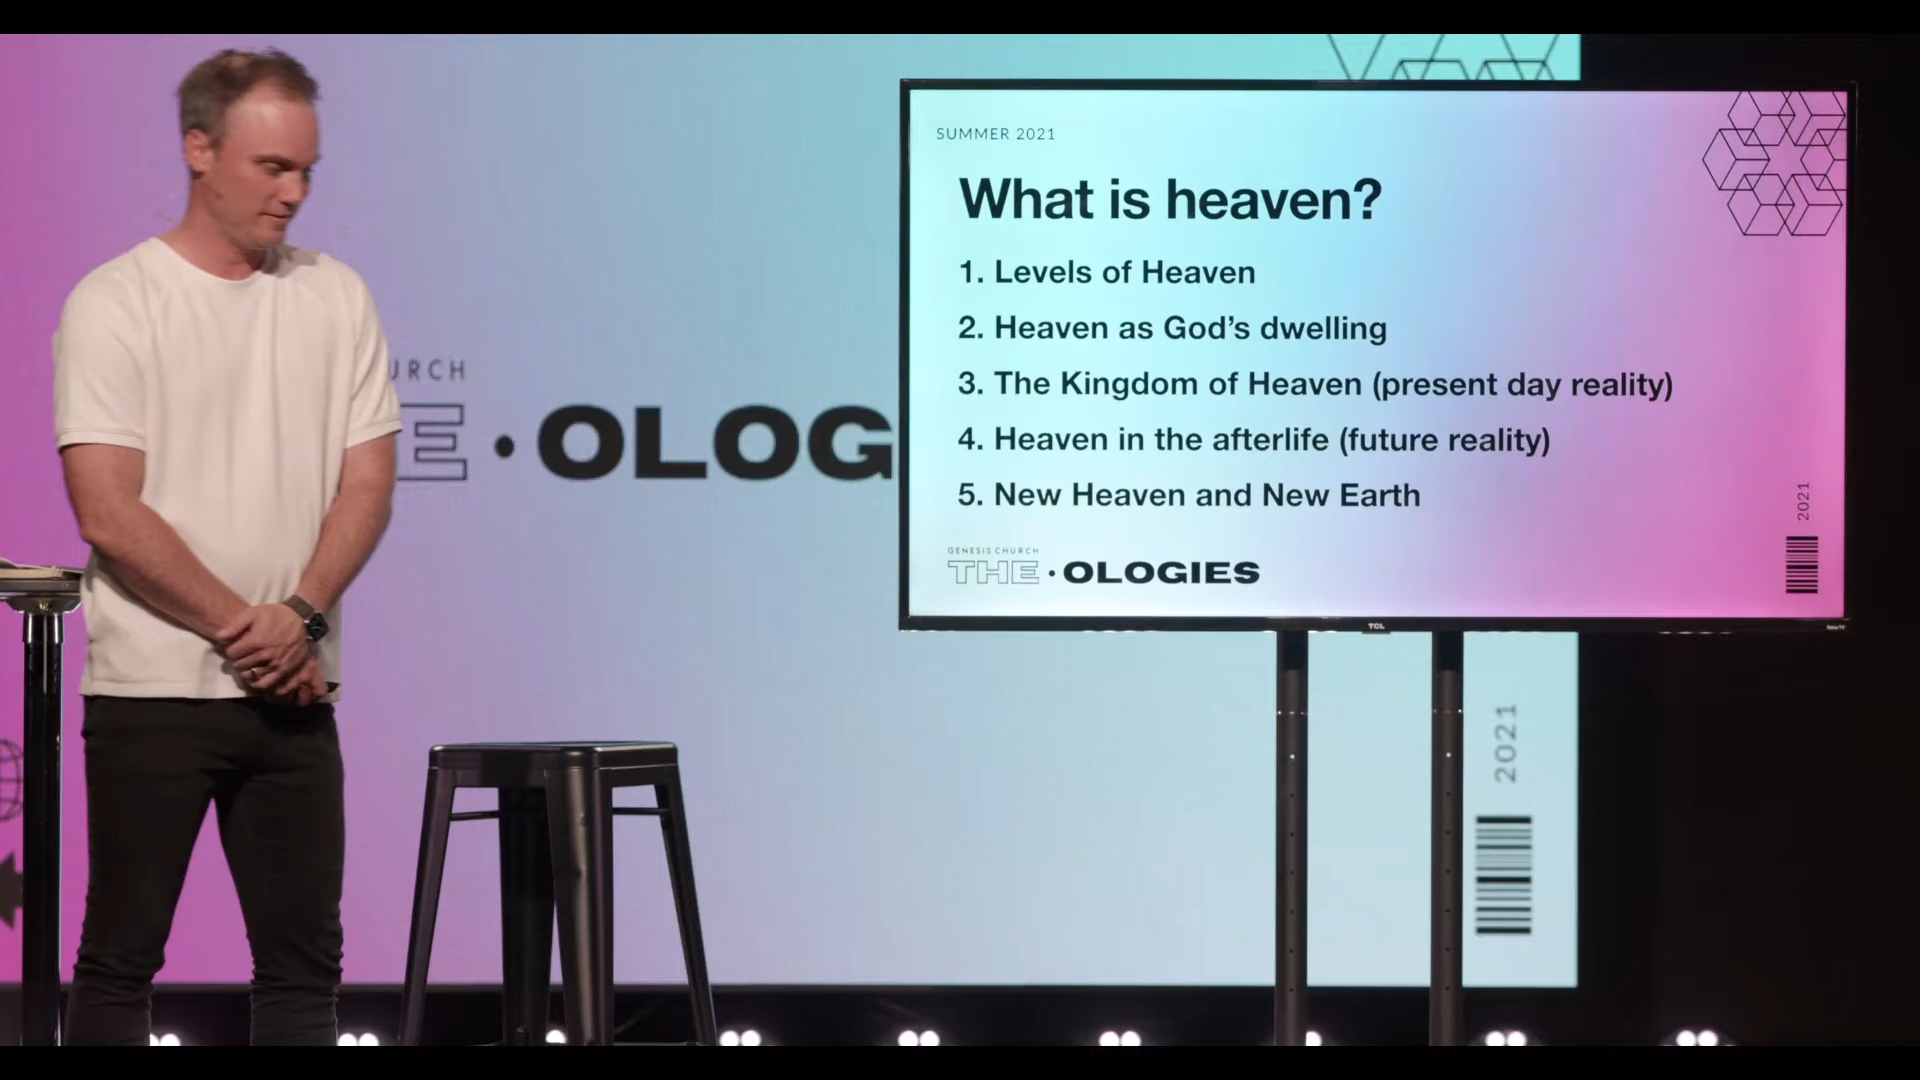 SUMMER 2021
What is heaven?
1. Levels of Heaven
2. Heaven as God's dwelling
3. The Kingdom of Heaven (present day reality)
4. Heaven in the afterlife (future reality)
5. New Heaven and New Earth
2021
GENESIS CHURCH
THE • OLOGIES
TCL
URCH
E • OLOG
2021